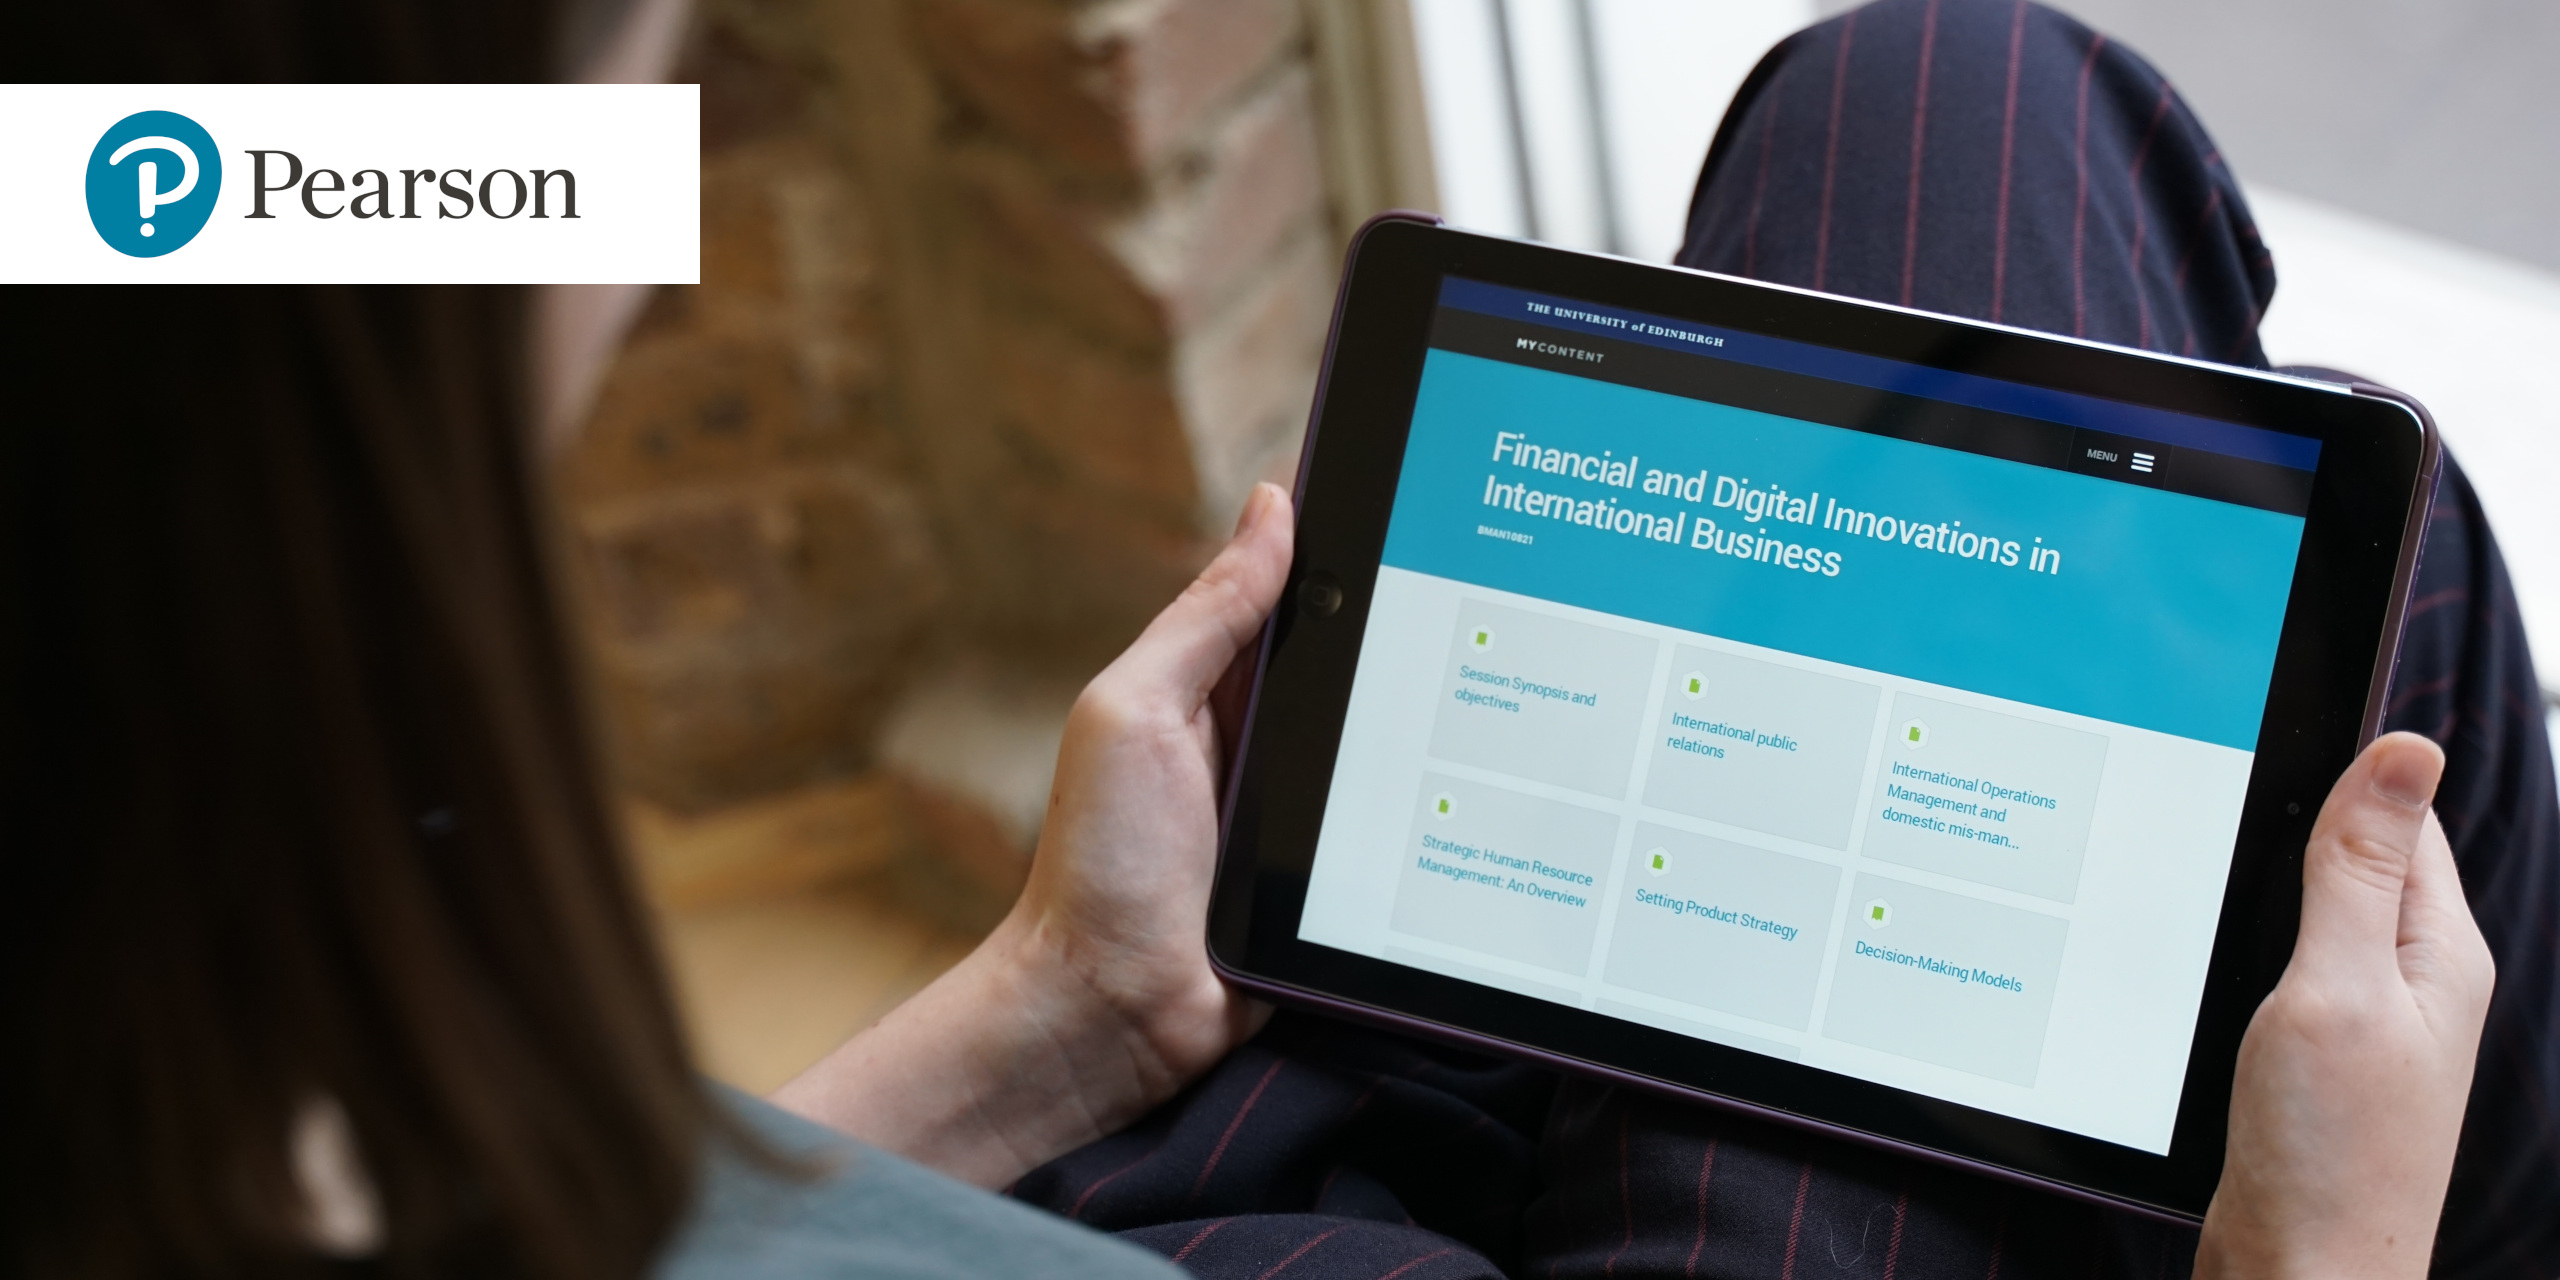 Pearson
THE UNIVERSITY of EDINBURGH
MYCONTENT
MENU
Financial and Digital Innovations in
International Business
BMAN10821
Session Synopsis and
objectives
International public
relations
International Operations
Management and
domestic mis-man...
Strategic Human Resource
Management: An Overview
Setting Product Strategy
Decision-Making Models